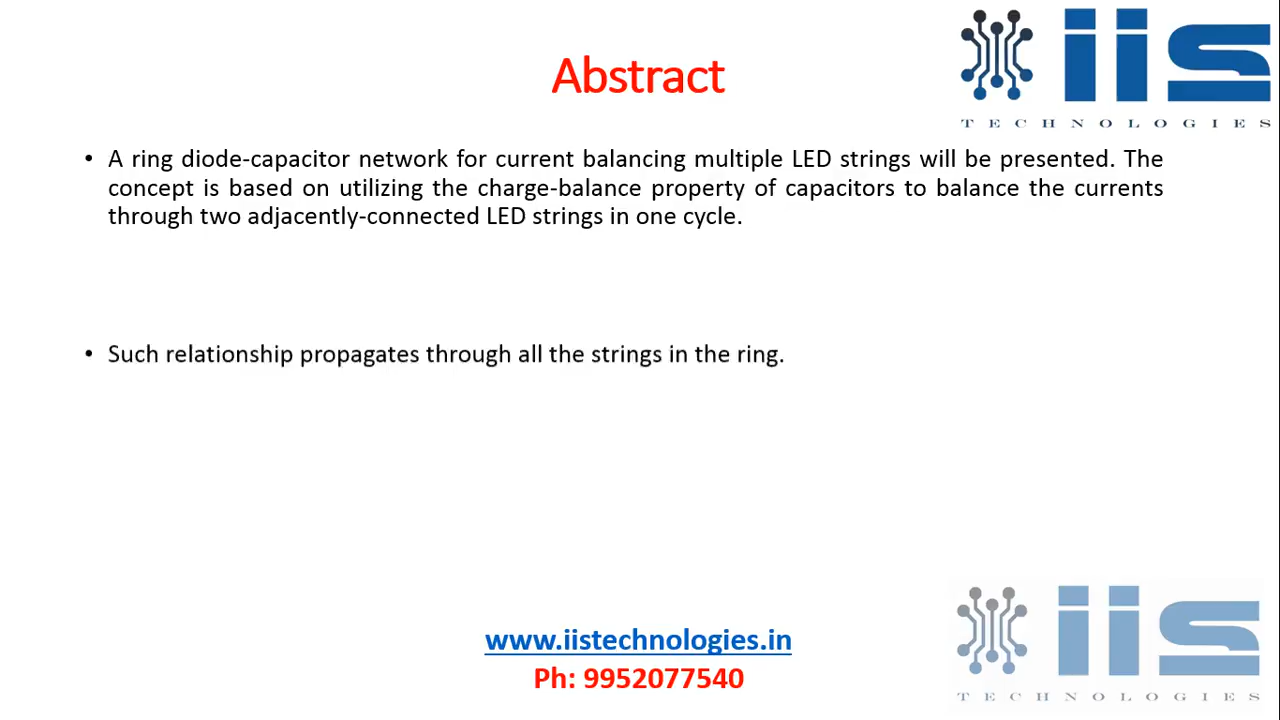 iis
TECHNOLOGIES
Abstract
• A ring diode-capacitor network for current balancing multiple LED strings will be presented. The
concept is based on utilizing the charge-balance property of capacitors to balance the currents
through two adjacently-connected LED strings in one cycle.
• Such relationship propagates through all the strings in the ring.
www.iistechnologies.in
Ph: 9952077540
iis
TECHNOLOGIES